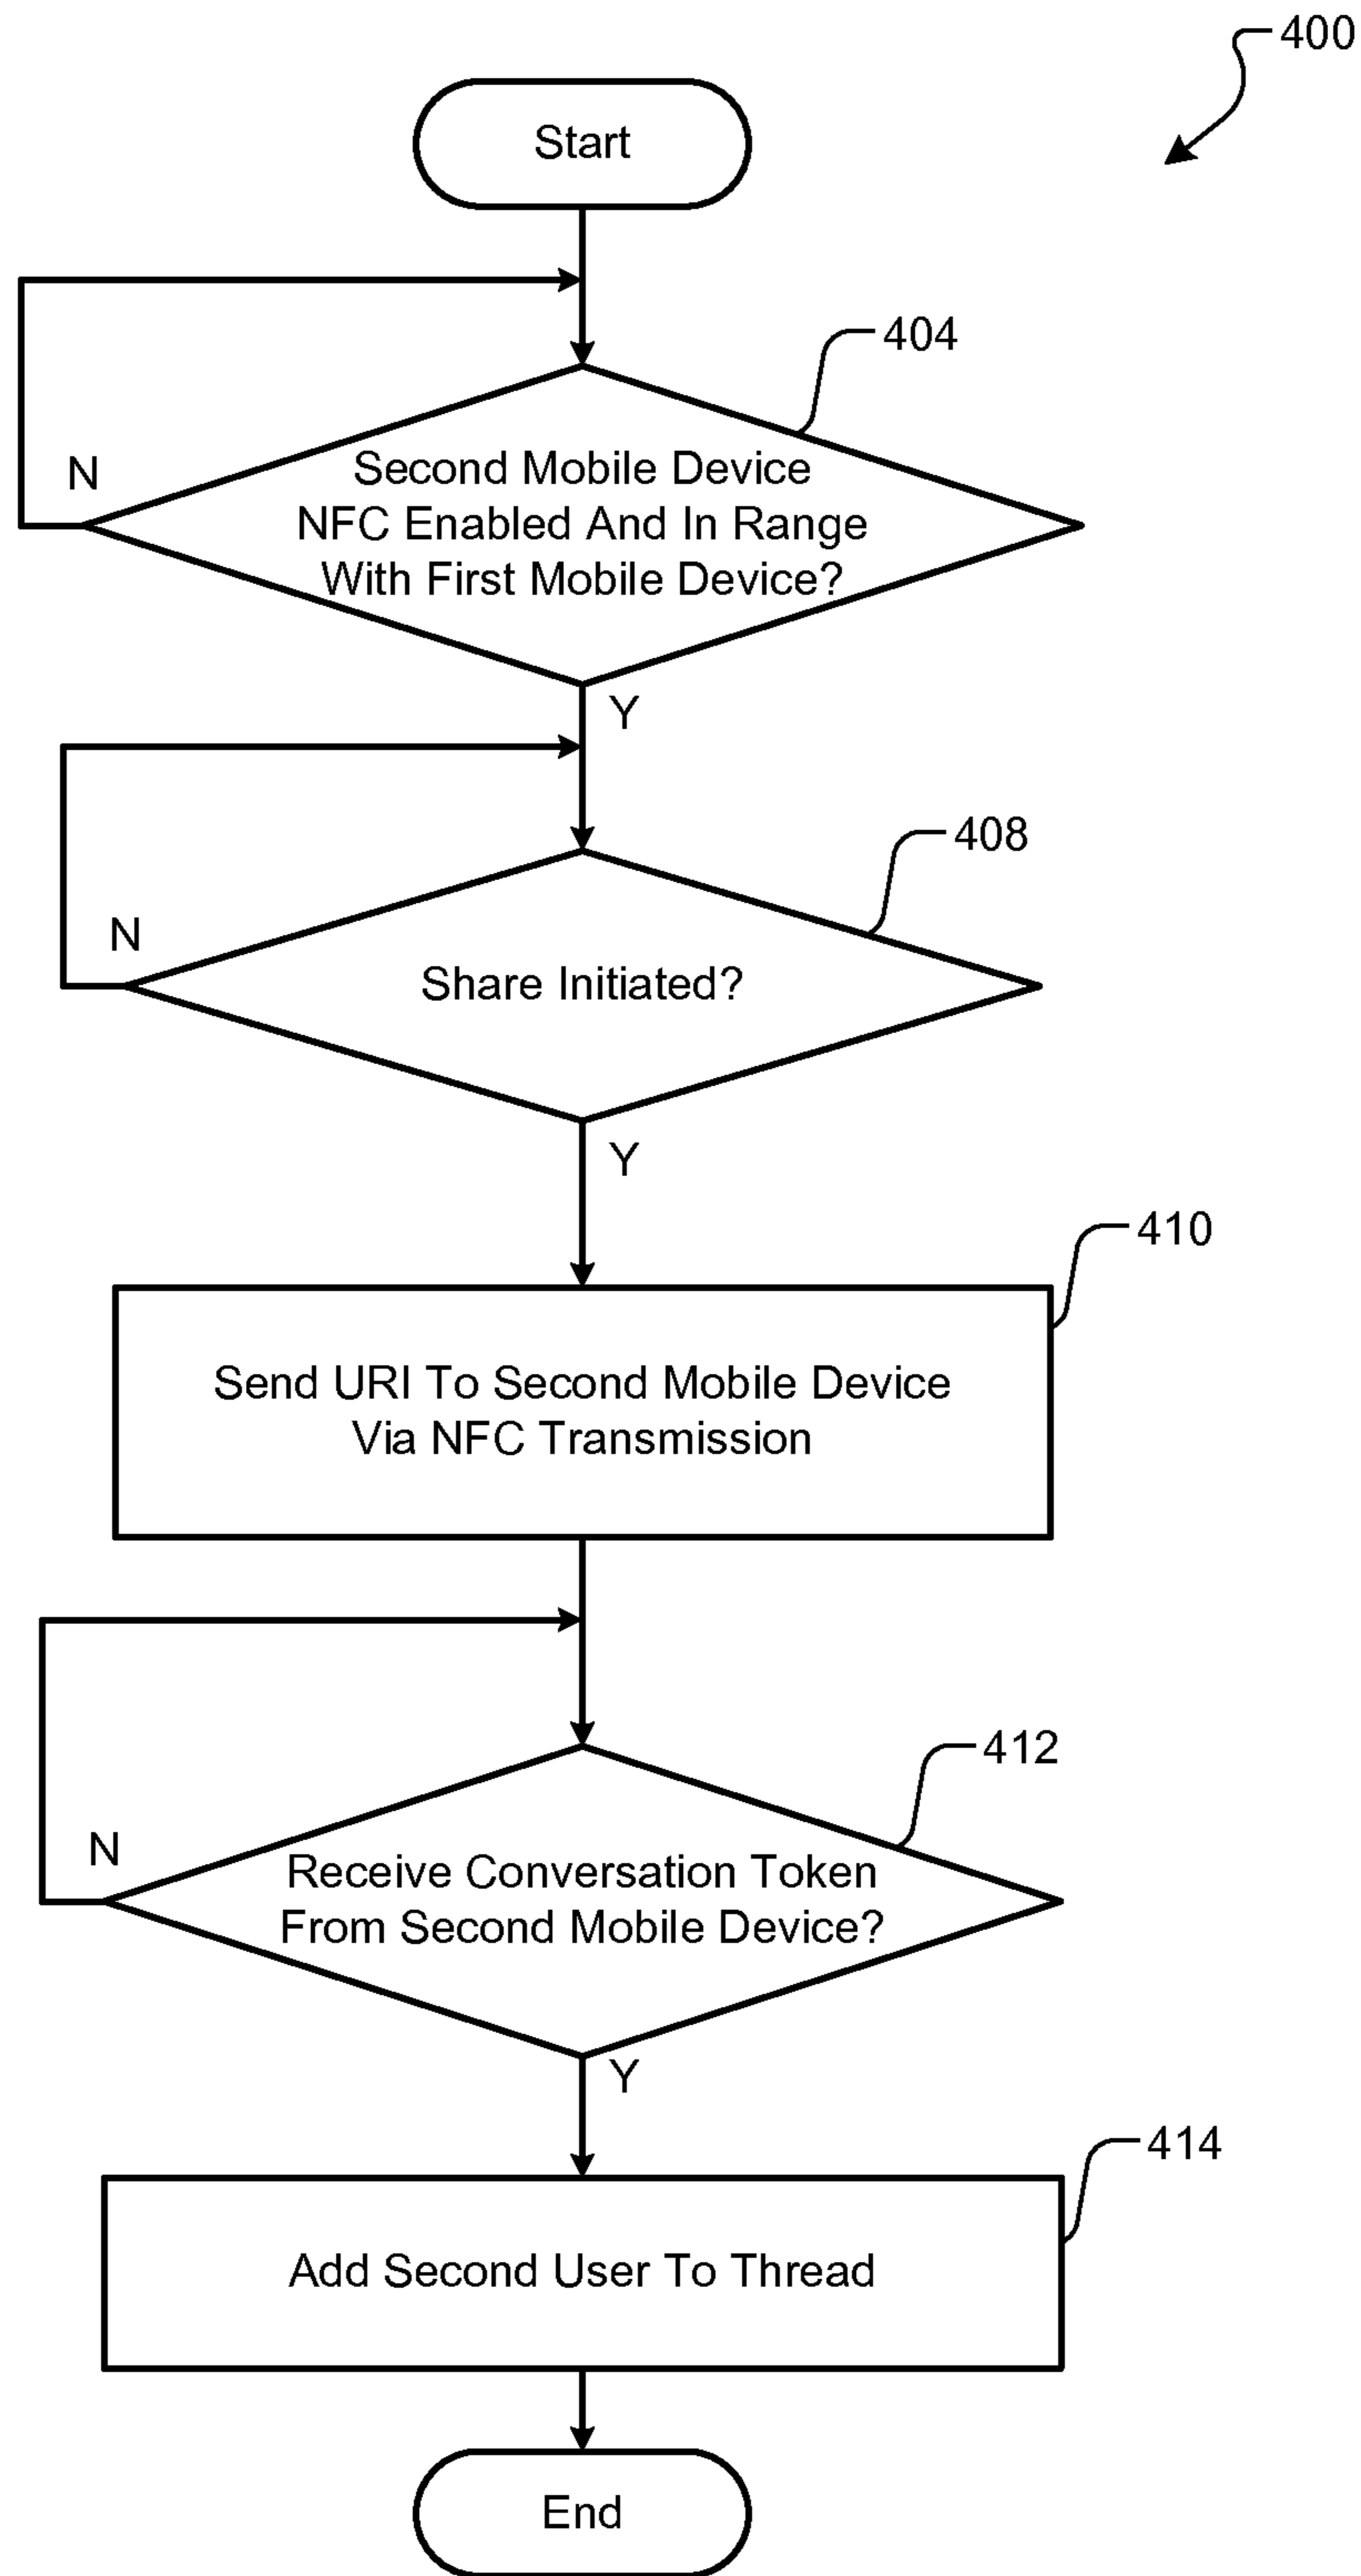 400
Start
404
Second Mobile Device
NFC Enabled And In Range
With First Mobile Device?
N
Y
408
N
Share Initiated?
Y
410
Send URI To Second Mobile Device
Via NFC Transmission
412
N
Receive Conversation Token
From Second Mobile Device?
Y
414
Add Second User To Thread
End